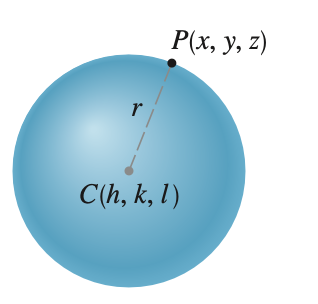 P(x, y, z)
r
C(h, k, l)